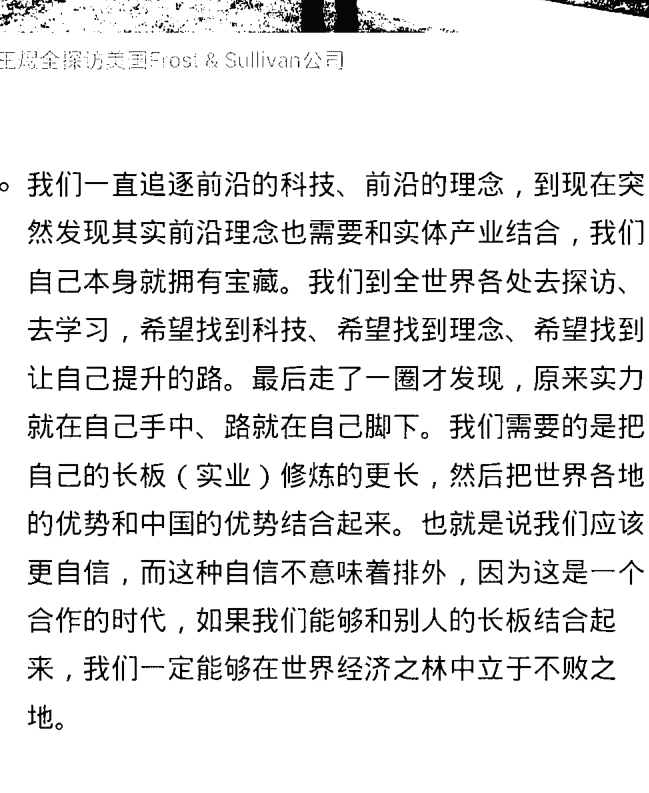 王煜全探访美国Frost & Sullivan公司
我们一直追逐前沿的科技、前沿的理念，到现在突
然发现其实前沿理念也需要和实体产业结合，我们
自己本身就拥有宝藏。我们到全世界各处去探访、
去学习，希望找到科技、希望找到理念、希望找到
让自己提升的路。最后走了一圈才发现，原来实力
就在自己手中、路就在自己脚下。我们需要的是把
自己的长板（实业）修炼的更长，然后把世界各地
的优势和中国的优势结合起来。也就是说我们应该
更自信，而这种自信不意味着排外，因为这是一个
合作的时代，如果我们能够和别人的长板结合起
来，我们一定能够在世界经济之林中立于不败之
地。